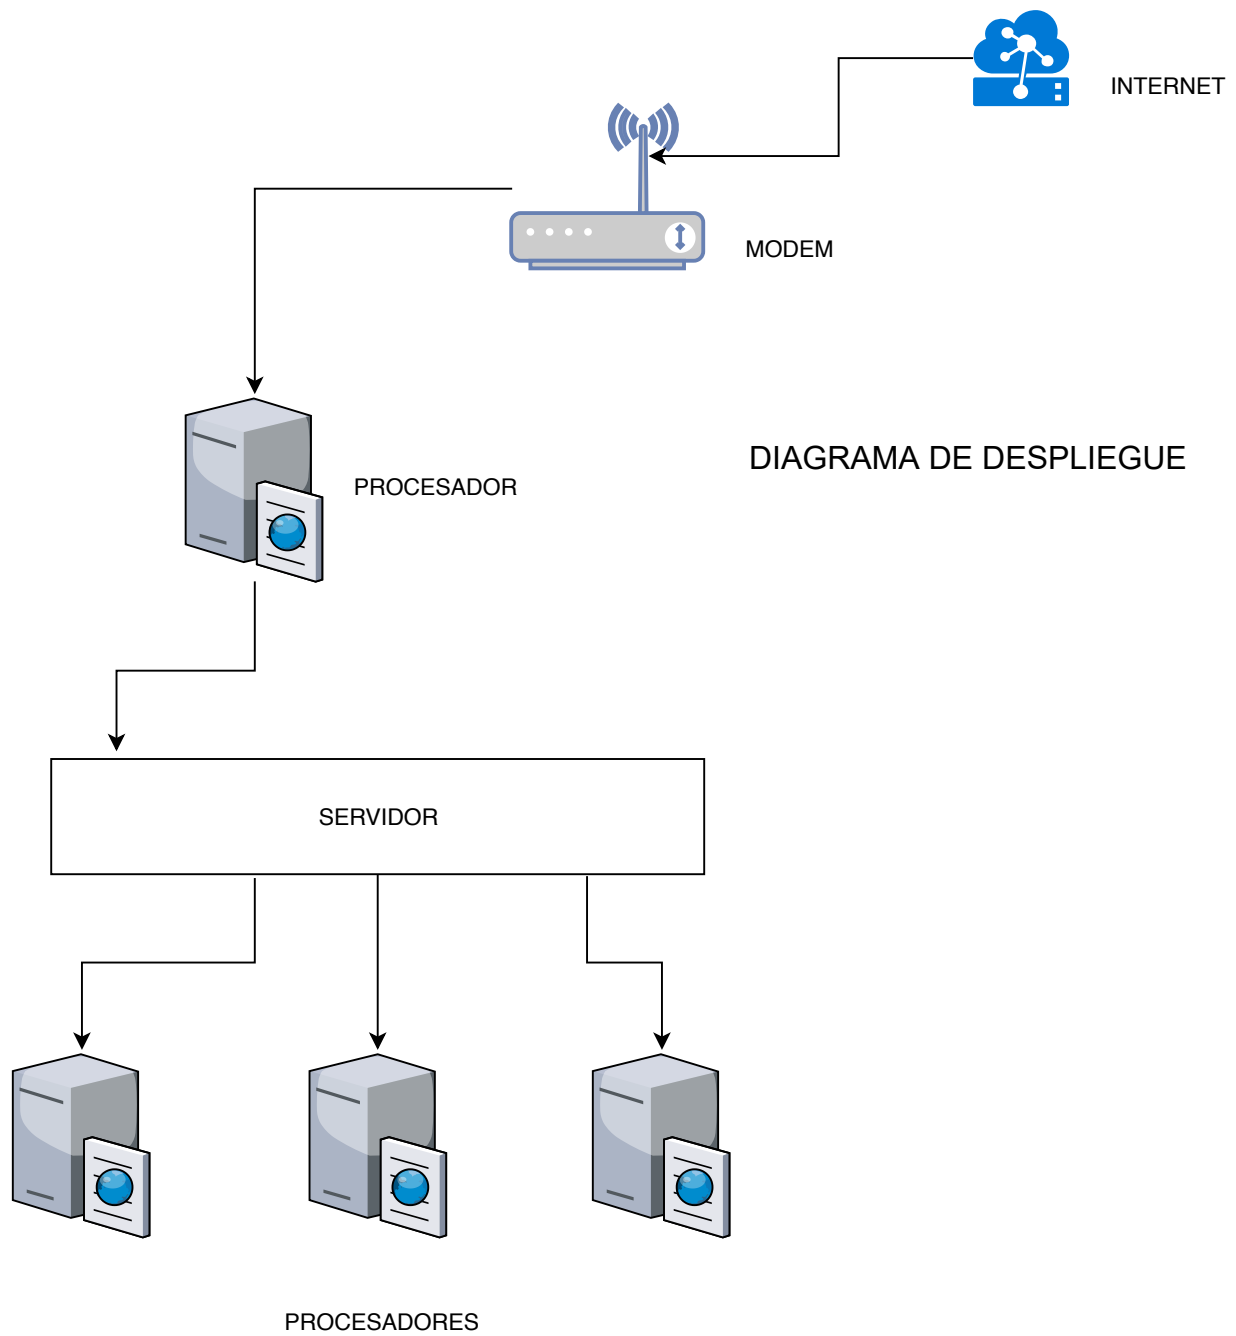 INTERNET
MODEM
DIAGRAMA DE DESPLIEGUE
PROCESADOR
SERVIDOR
PROCESADORES